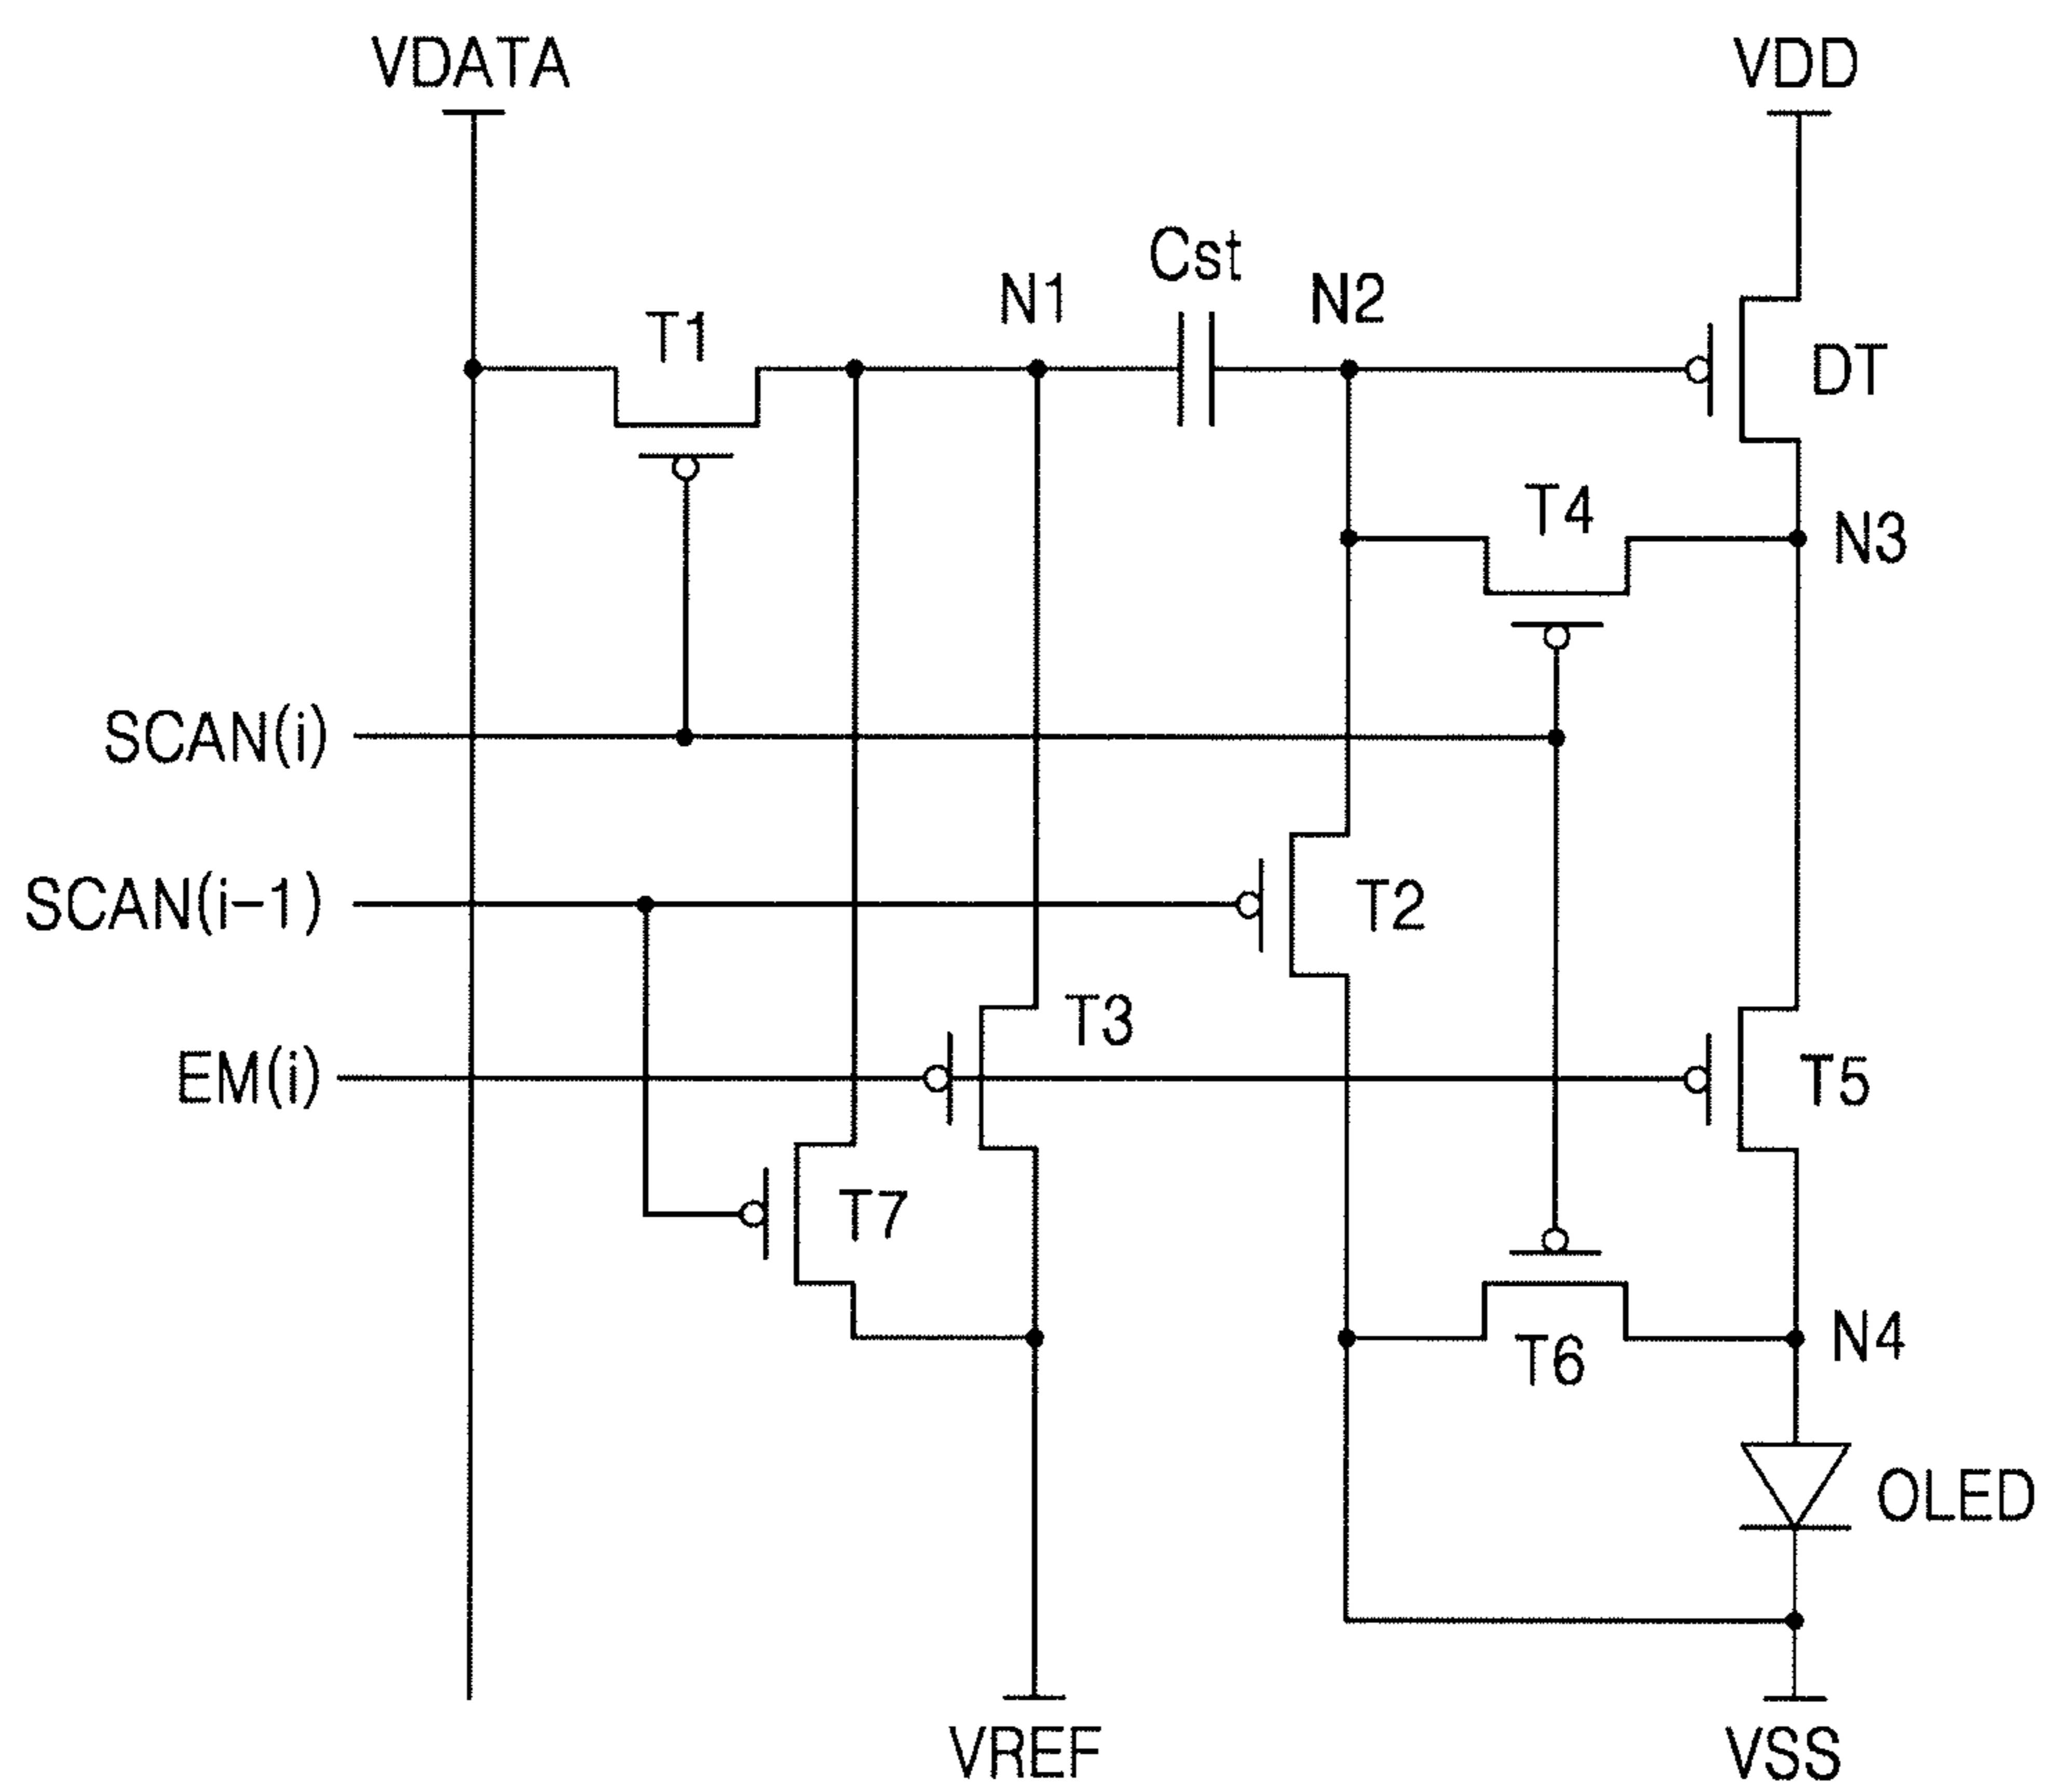 VDATA
VDD
Cst
N1
N2
T1
DT
T4
N3
SCAN(i)
SCAN(i-1)
T2
T3
EM(i)
T5
T7
T6
N4
OLED
VREF
VSS